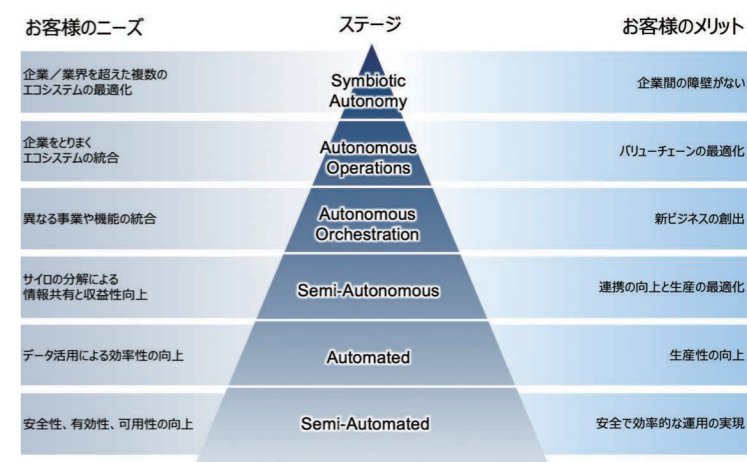 お客様のニーズ
ステージ
お客様のメリット
企業／業界を超えた複数の
エコシステムの最適化
Symbiotic
Autonomy
企業間の障壁がない
企業をとりまく
エコシステムの統合
Autonomous
Operations
バリューチェーンの最適化
異なる事業や機能の統合
Autonomous
Orchestration
新ビジネスの創出
サイロの分解による
情報共有と収益性向上
Semi-Autonomous
連携の向上と生産の最適化
データ活用による効率性の向上
Automated
生産性の向上
安全性、有効性、可用性の向上
Semi-Automated
安全で効率的な運用の実現